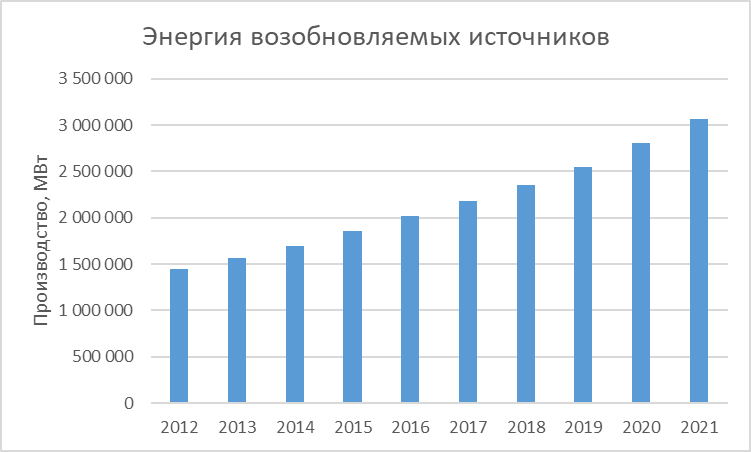 Энергия возобновляемых источников
Производство, МВт
3 500 000
3 000 000
2 500 000
2 000 000
1 500 000
1 000 000
500 000
0
2012 2013 2014 2015 2016 2017 2018 2019 2020 2021